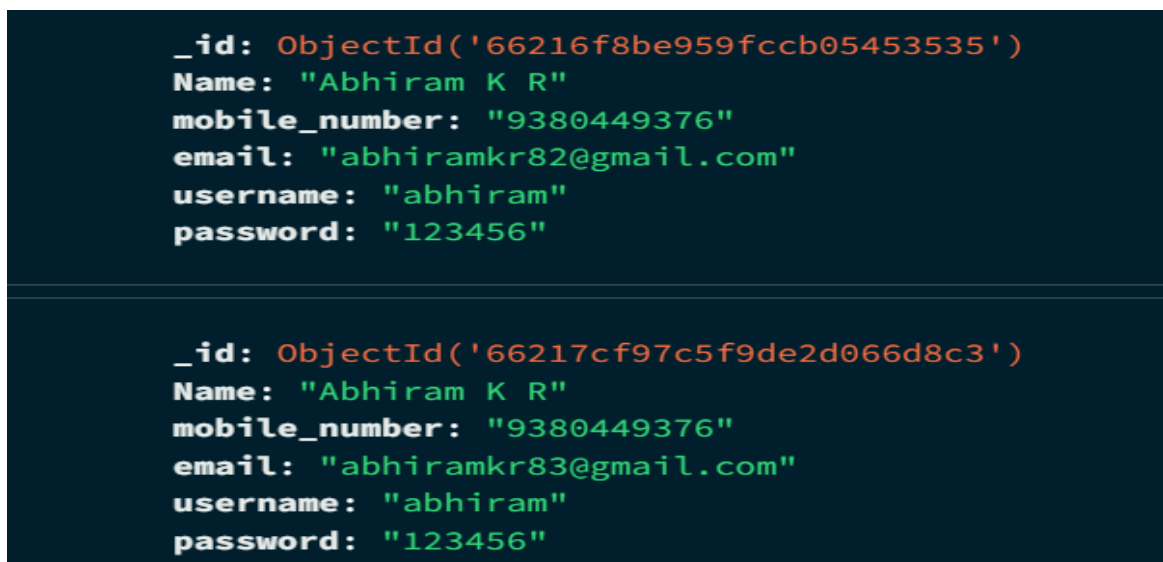 _id: ObjectId('66216f8be959fccb05453535')
Name: "Abhiram K R"
mobile_number: "9380449376"
email: "abhiramkr82@gmail.com"
username: "abhiram"
password: "123456"
_id: ObjectId('66217cf97c5f9de2d066d8c3')
Name: "Abhiram K R"
mobile_number: "9380449376"
email: "abhiramkr83@gmail.com"
username: "abhiram"
password: "123456"